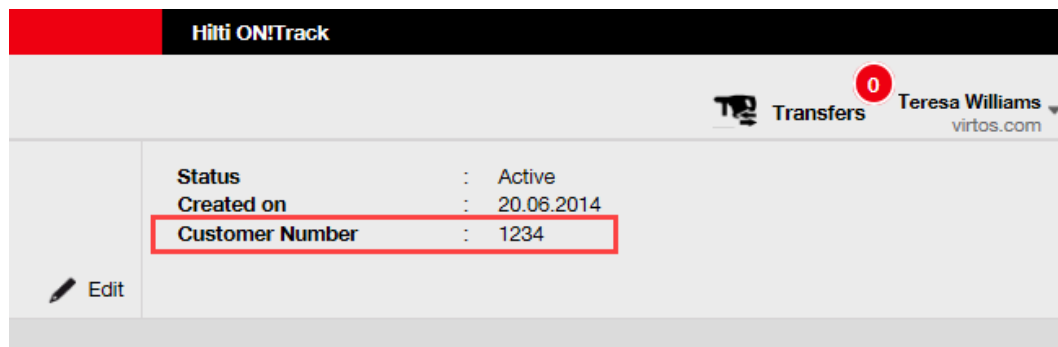 Hilti ON!Track
0
Transfers
Teresa Williams
virtos.com
Status : Active
Created on : 20.06.2014
Customer Number : 1234
Edit